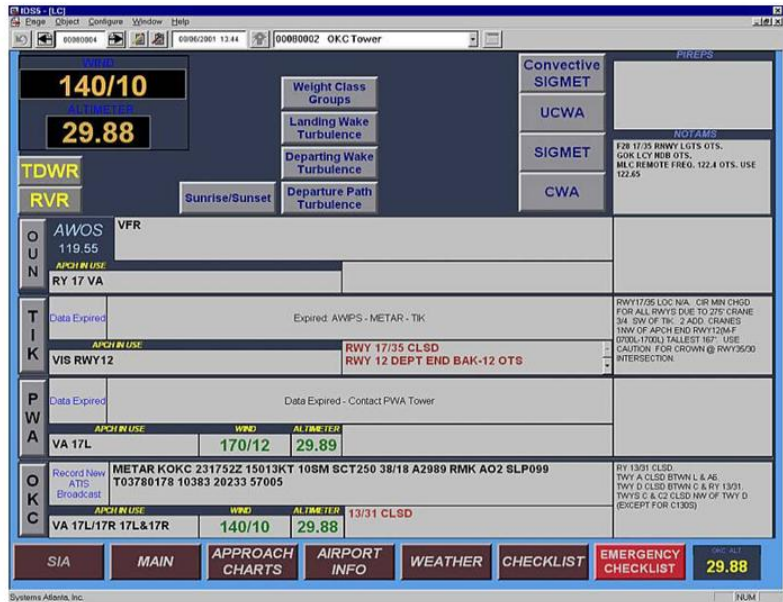 IDS5 - [LC]
Page Object Configure Window Help
00080004 09/06/2001 13:44 00080002 OKC Tower
WIND
140/10
ALTIMETER
29.88
TDWR
RVR
Sunrise/Sunset
Weight Class
Groups
Landing Wake
Turbulence
Departing Wake
Turbulence
Departure Path
Turbulence
Convective
SIGMET
UCWA
SIGMET
CWA
PIREPS
NOTAMS
F28 17/35 RNWY LGTS OTS.
GOK LCY NDB OTS.
MLC REMOTE FREQ. 122.4 OTS. USE
122.65
OUN
AWOS
119.55
VFR
APCH IN USE
RY 17 VA
TIK
Data Expired
Expired: AWIPS - METAR - TIK
APCH IN USE
VIS RWY12
RWY 17/35 CLSD
RWY 12 DEPT END BAK-12 OTS
RWY17/35 LOC N/A. CIR MIN CHGD
FOR ALL RWYS DUE TO 275' CRANE
3/4 SW OF TIK. 2 ADD. CRANES
1NW OF APCH END RWY12(M-F
0700L-1700L) TALLEST 167'. USE
CAUTION FOR CROWN @ RWY35/30
INTERSECTION.
PWA
Data Expired
Data Expired - Contact PWA Tower
APCH IN USE WIND ALTIMETER
VA 17L 170/12 29.89
OKC
Record New
ATIS
Broadcast
METAR KOKC 231752Z 15013KT 10SM SCT250 38/18 A2989 RMK AO2 SLP099
T03780178 10383 20233 57005
APCH IN USE WIND ALTIMETER
VA 17L/17R 17L&17R 140/10 29.88
13/31 CLSD
RY 13/31 CLSD.
TWY A CLSD BTWN L & A6.
TWY D CLSD BTWN C & RY 13/31.
TWYS C & C2 CLSD NW OF TWY D
(EXCEPT FOR C130S)
SIA
MAIN
APPROACH
CHARTS
AIRPORT
INFO
WEATHER
CHECKLIST
EMERGENCY
CHECKLIST
OKC ALT
29.88
Systems Atlanta, Inc.
NUM